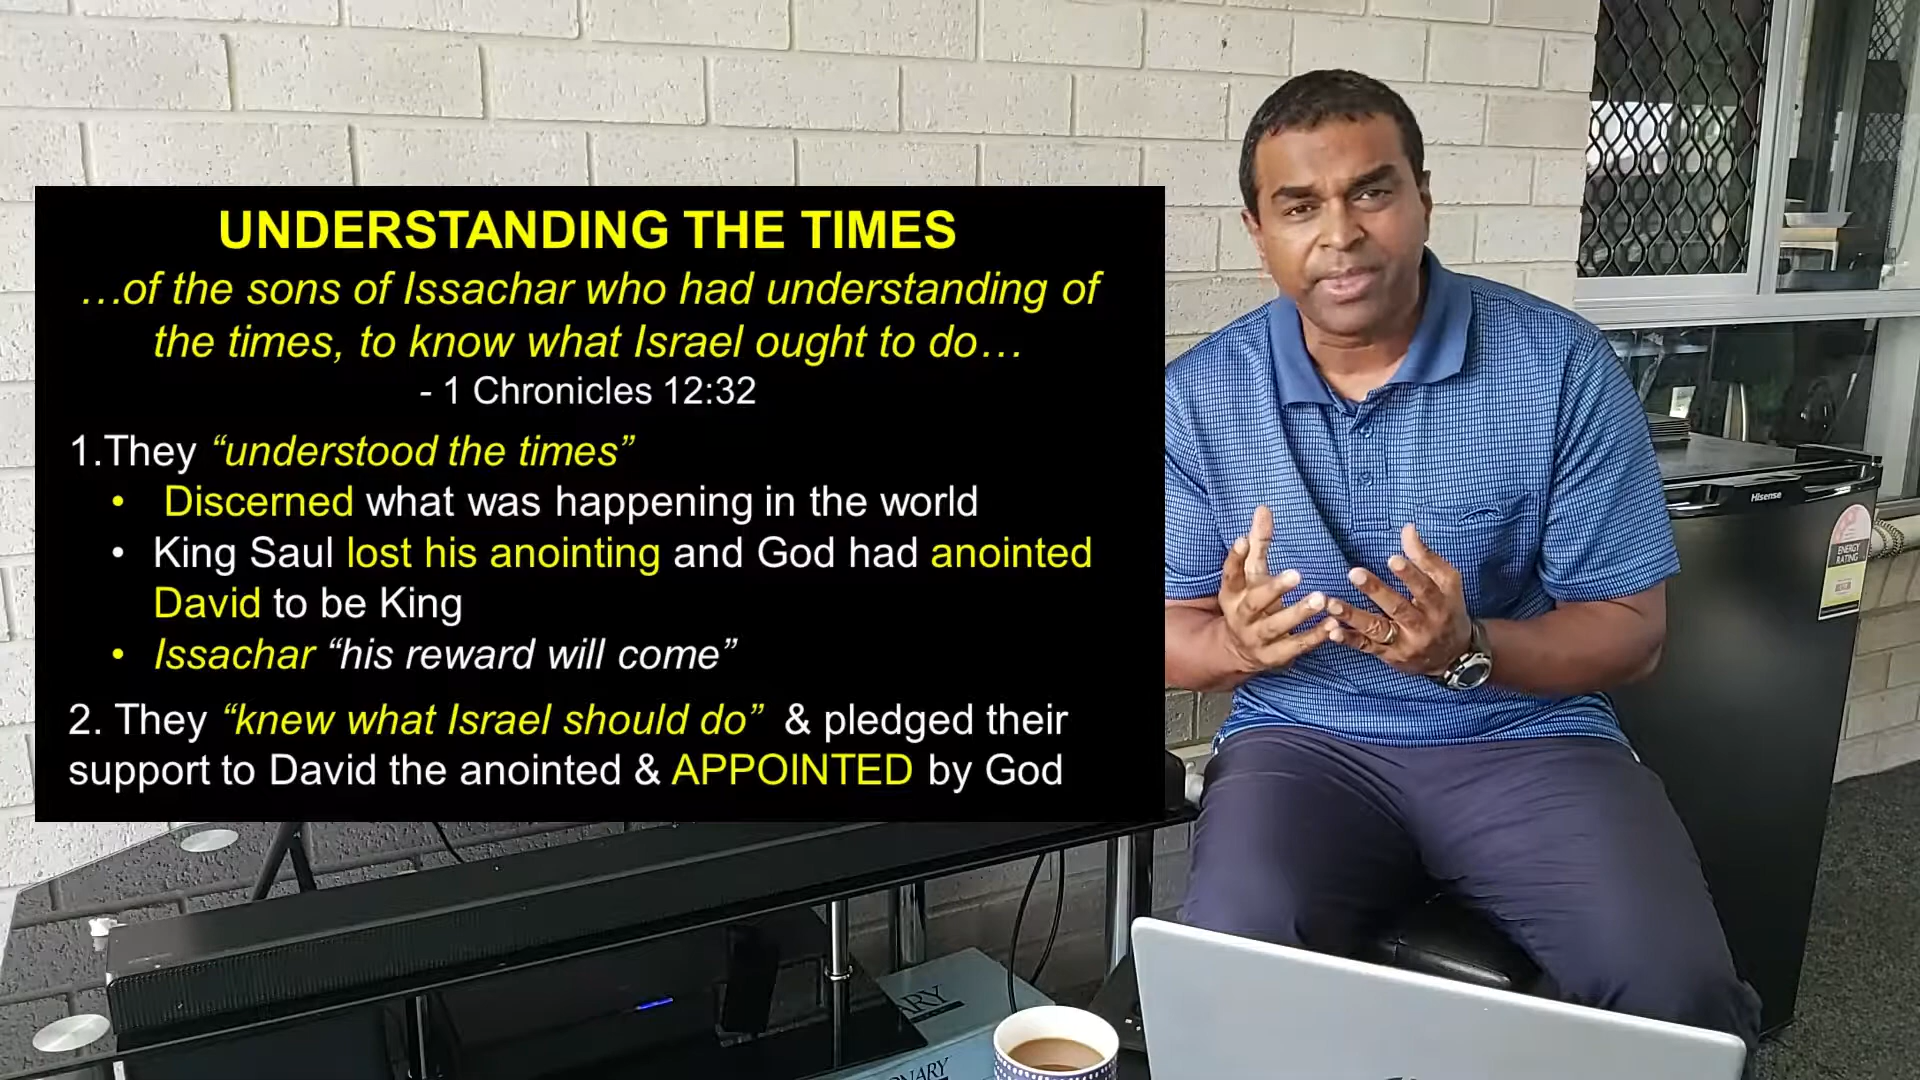 UNDERSTANDING THE TIMES
…of the sons of Issachar who had understanding of
the times, to know what Israel ought to do…
- 1 Chronicles 12:32
1.They “understood the times”
• Discerned what was happening in the world
• King Saul lost his anointing and God had anointed
David to be King
• Issachar “his reward will come”
2. They “knew what Israel should do” & pledged their
support to David the anointed & APPOINTED by God
Hisense
ENERGY
RATING